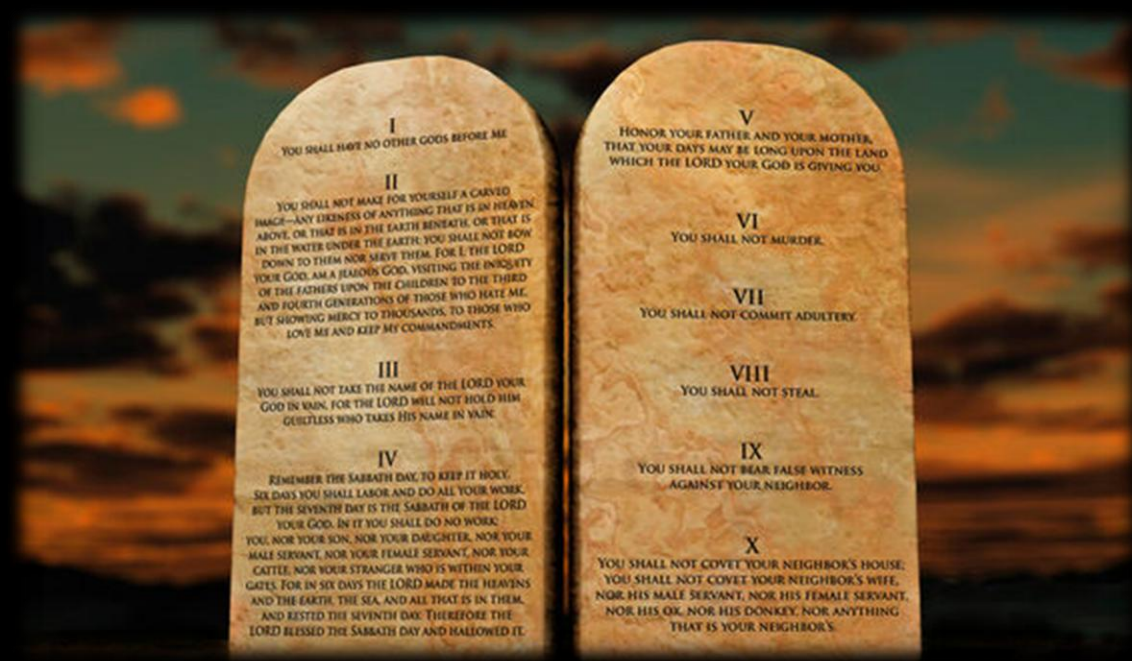 I
YOU SHALL HAVE NO OTHER GODS BEFORE ME
II
YOU SHALL NOT MAKE FOR YOURSELF A CARVED
IMAGE—ANY LIKENESS OF ANYTHING THAT IS IN HEAVEN
ABOVE, OR THAT IS IN THE EARTH BENEATH, OR THAT IS
IN THE WATER UNDER THE EARTH; YOU SHALL NOT BOW
DOWN TO THEM NOR SERVE THEM. FOR I, THE LORD
YOUR GOD, AM A JEALOUS GOD, VISITING THE INIQUITY
OF THE FATHERS UPON THE CHILDREN TO THE THIRD
AND FOURTH GENERATIONS OF THOSE WHO HATE ME,
BUT SHOWING MERCY TO THOUSANDS, TO THOSE WHO
LOVE ME AND KEEP MY COMMANDMENTS.
III
YOU SHALL NOT TAKE THE NAME OF THE LORD YOUR
GOD IN VAIN, FOR THE LORD WILL NOT HOLD HIM
GUILTLESS WHO TAKES HIS NAME IN VAIN.
IV
REMEMBER THE SABBATH DAY, TO KEEP IT HOLY.
SIX DAYS YOU SHALL LABOR AND DO ALL YOUR WORK,
BUT THE SEVENTH DAY IS THE SABBATH OF THE LORD
YOUR GOD. IN IT YOU SHALL DO NO WORK:
YOU, NOR YOUR SON, NOR YOUR DAUGHTER, NOR YOUR
MALE SERVANT, NOR YOUR FEMALE SERVANT, NOR YOUR
CATTLE, NOR YOUR STRANGER WHO IS WITHIN YOUR
GATES. FOR IN SIX DAYS THE LORD MADE THE HEAVENS
AND THE EARTH, THE SEA, AND ALL THAT IS IN THEM,
AND RESTED THE SEVENTH DAY. THEREFORE THE
LORD BLESSED THE SABBATH DAY AND HALLOWED IT.
V
HONOR YOUR FATHER AND YOUR MOTHER,
THAT YOUR DAYS MAY BE LONG UPON THE LAND
WHICH THE LORD YOUR GOD IS GIVING YOU.
VI
YOU SHALL NOT MURDER.
VII
YOU SHALL NOT COMMIT ADULTERY.
VIII
YOU SHALL NOT STEAL.
IX
YOU SHALL NOT BEAR FALSE WITNESS
AGAINST YOUR NEIGHBOR.
X
YOU SHALL NOT COVET YOUR NEIGHBOR'S HOUSE;
YOU SHALL NOT COVET YOUR NEIGHBOR'S WIFE,
NOR HIS MALE SERVANT, NOR HIS FEMALE SERVANT,
NOR HIS OX, NOR HIS DONKEY, NOR ANYTHING
THAT IS YOUR NEIGHBOR'S.